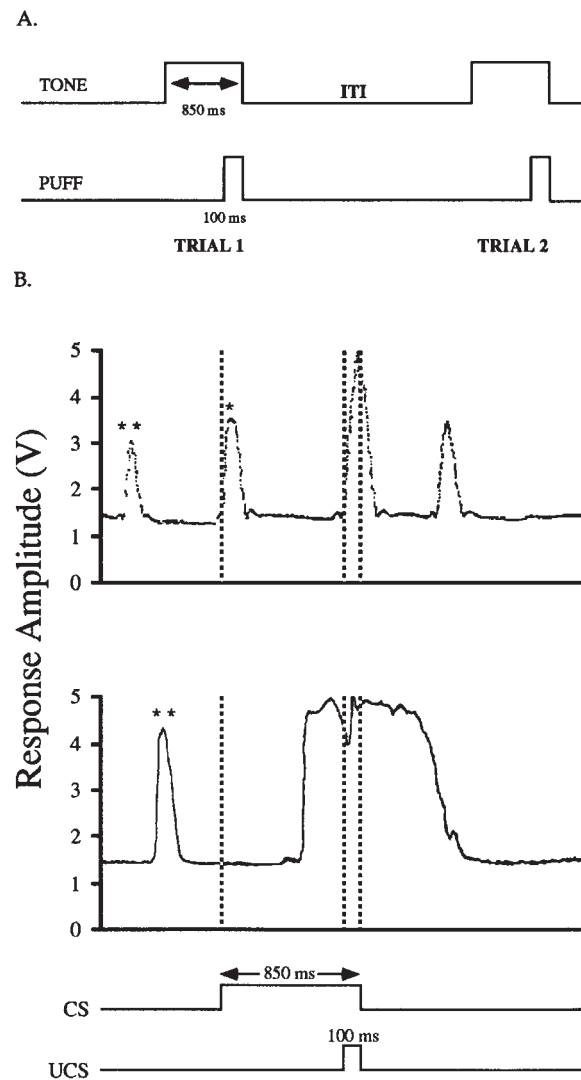 A.
TONE
850 ms
ITI
PUFF
100 ms
TRIAL 1 TRIAL 2
B.
Response Amplitude (V)
5
4
3
2
1
0
* *
*
5
4
3
2
1
0
* *
850 ms
CS
100 ms
UCS